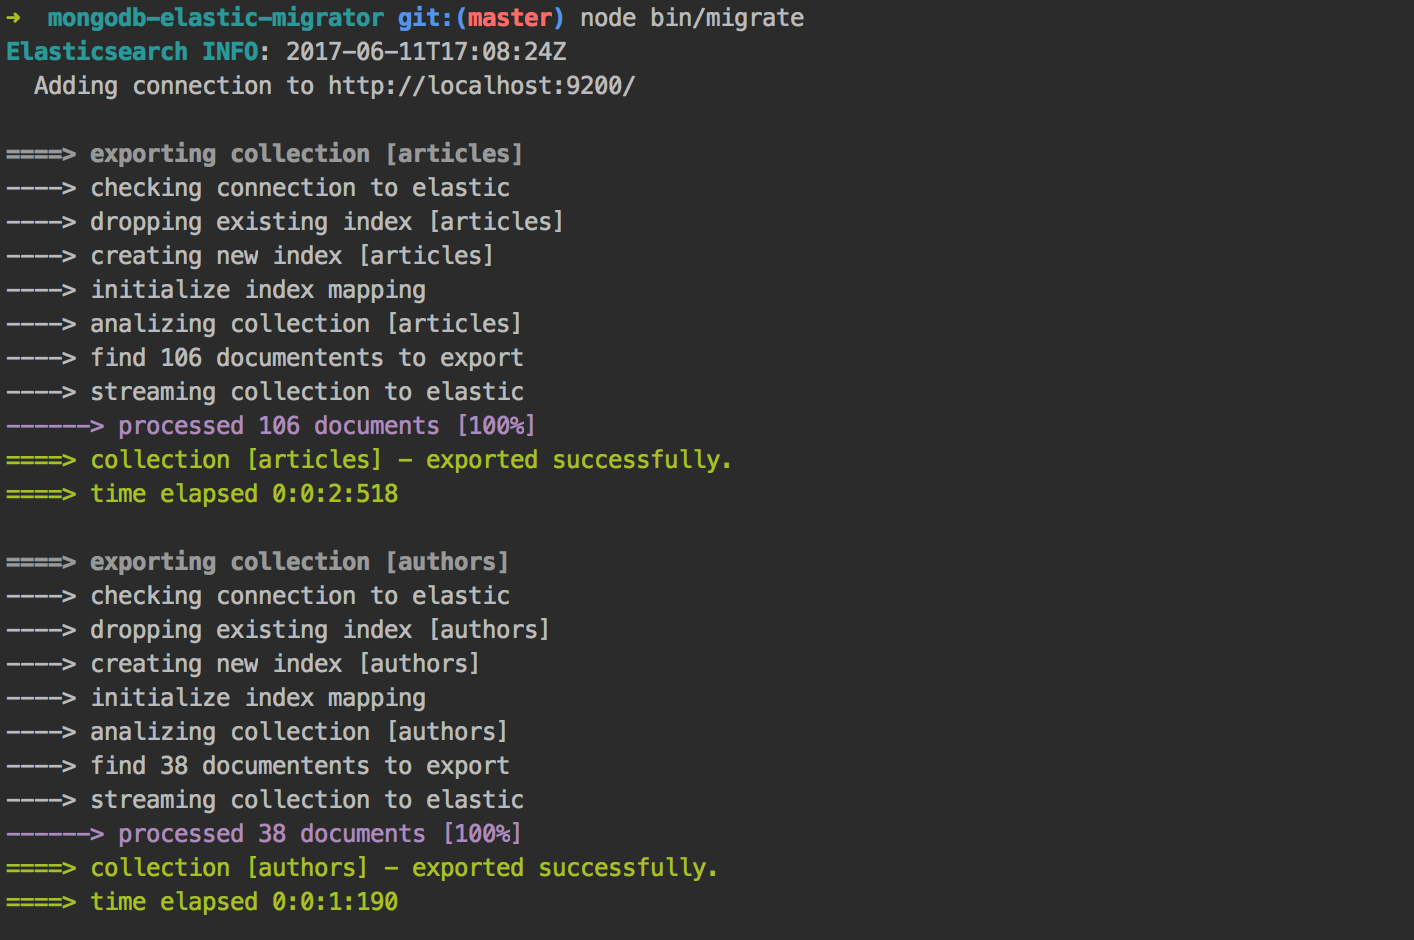 ➜ mongodb-elastic-migrator git:(master) node bin/migrate
Elasticsearch INFO: 2017-06-11T17:08:24Z
Adding connection to http://localhost:9200/
====> exporting collection [articles]
----> checking connection to elastic
----> dropping existing index [articles]
----> creating new index [articles]
----> initialize index mapping
----> analizing collection [articles]
----> find 106 documentents to export
----> streaming collection to elastic
------> processed 106 documents [100%]
====> collection [articles] - exported successfully.
====> time elapsed 0:0:2:518
====> exporting collection [authors]
----> checking connection to elastic
----> dropping existing index [authors]
----> creating new index [authors]
----> initialize index mapping
----> analizing collection [authors]
----> find 38 documentents to export
----> streaming collection to elastic
------> processed 38 documents [100%]
====> collection [authors] - exported successfully.
====> time elapsed 0:0:1:190